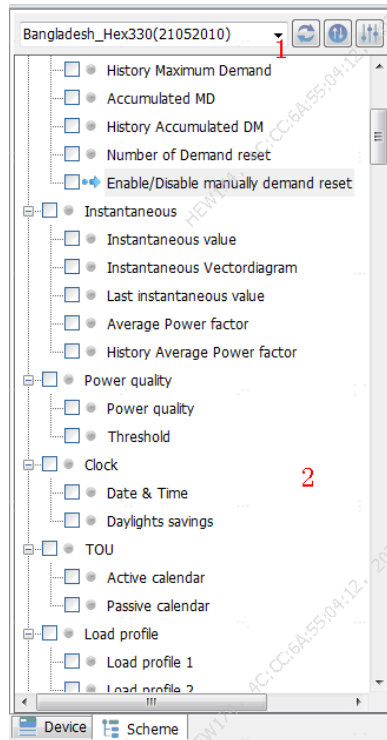 Bangladesh_Hex330(21052010)
1
History Maximum Demand
Accumulated MD
History Accumulated DM
Number of Demand reset
Enable/Disable manually demand reset
Instantaneous
Instantaneous value
Instantaneous Vectordiagram
Last instantaneous value
Average Power factor
History Average Power factor
Power quality
Power quality
Threshold
Clock
2
Date & Time
Daylights savings
TOU
Active calendar
Passive calendar
Load profile
Load profile 1
Load profile 2
Device
Scheme